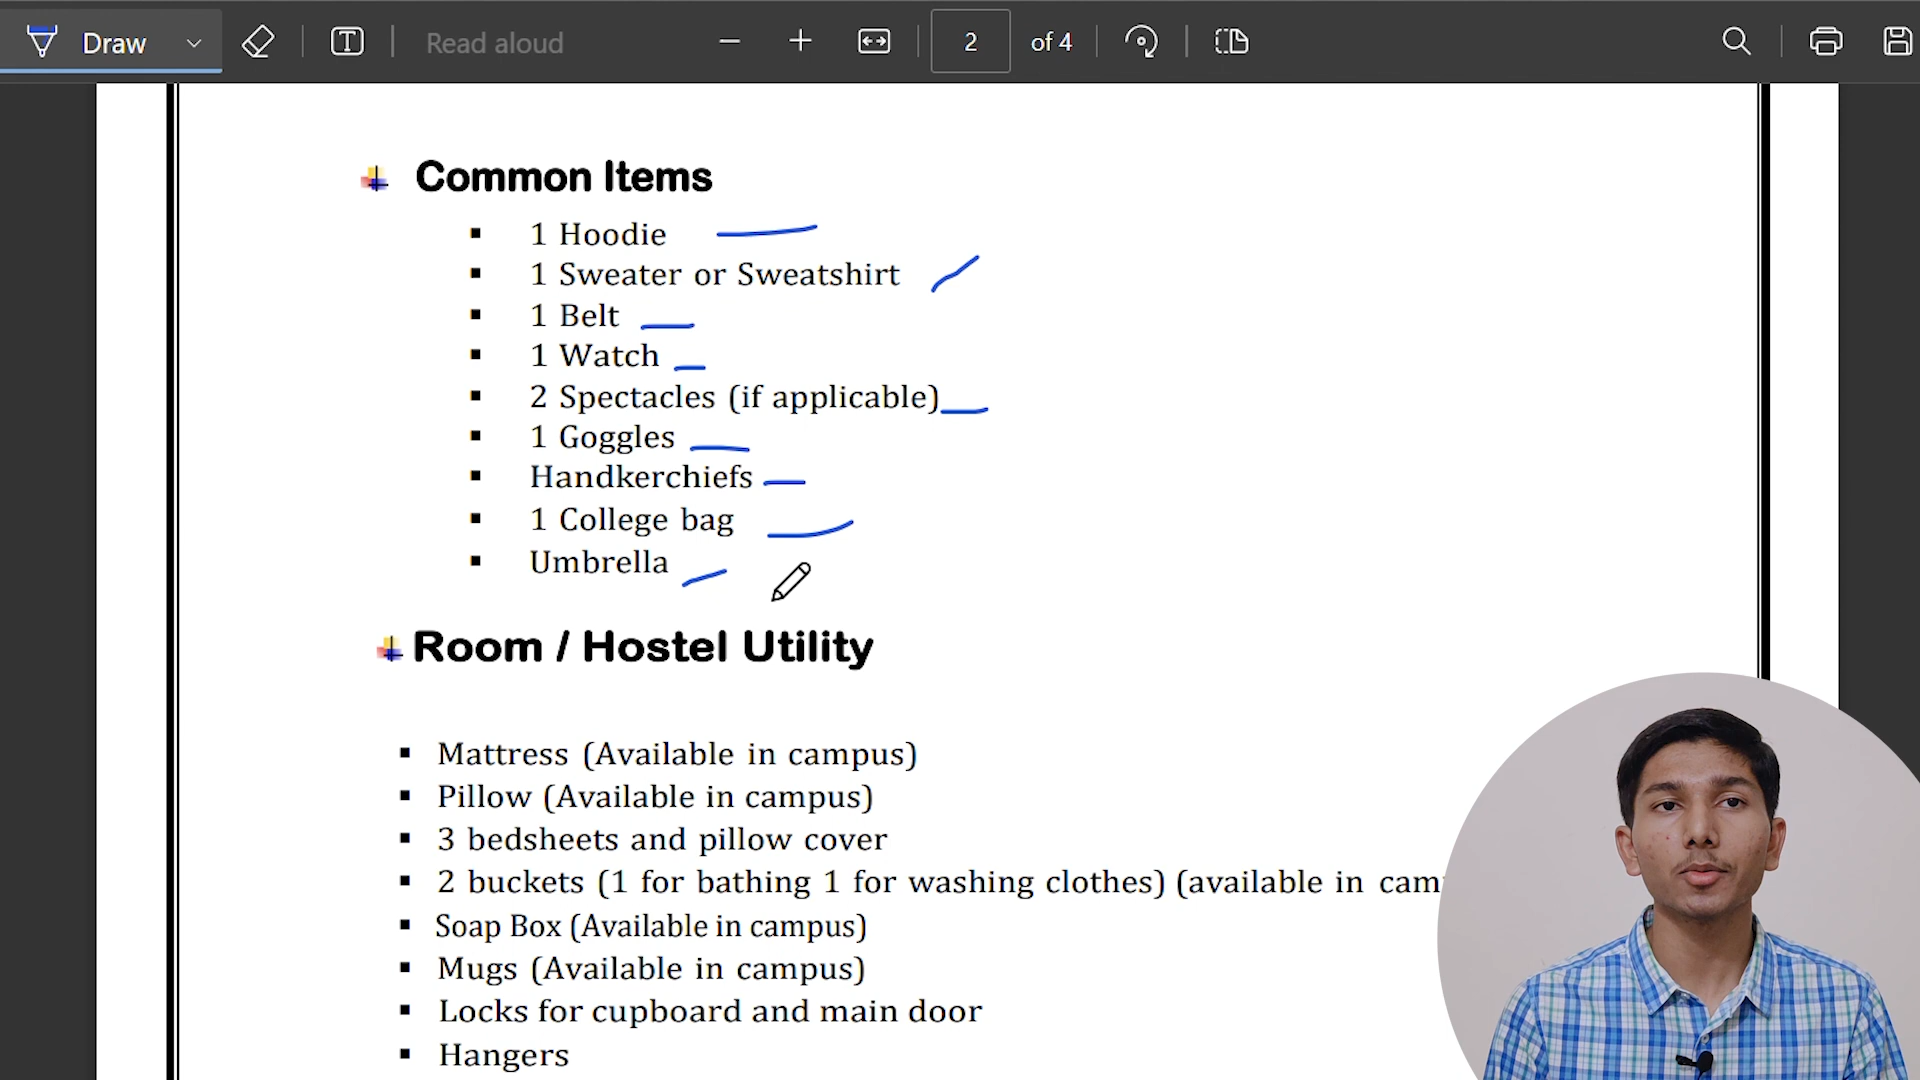 Draw
Read aloud
2 of 4
Common Items
1 Hoodie
1 Sweater or Sweatshirt
1 Belt
1 Watch
2 Spectacles (if applicable)
1 Goggles
Handkerchiefs
1 College bag
Umbrella
Room / Hostel Utility
Mattress (Available in campus)
Pillow (Available in campus)
3 bedsheets and pillow cover
2 buckets (1 for bathing 1 for washing clothes) (available in cam
Soap Box (Available in campus)
Mugs (Available in campus)
Locks for cupboard and main door
Hangers